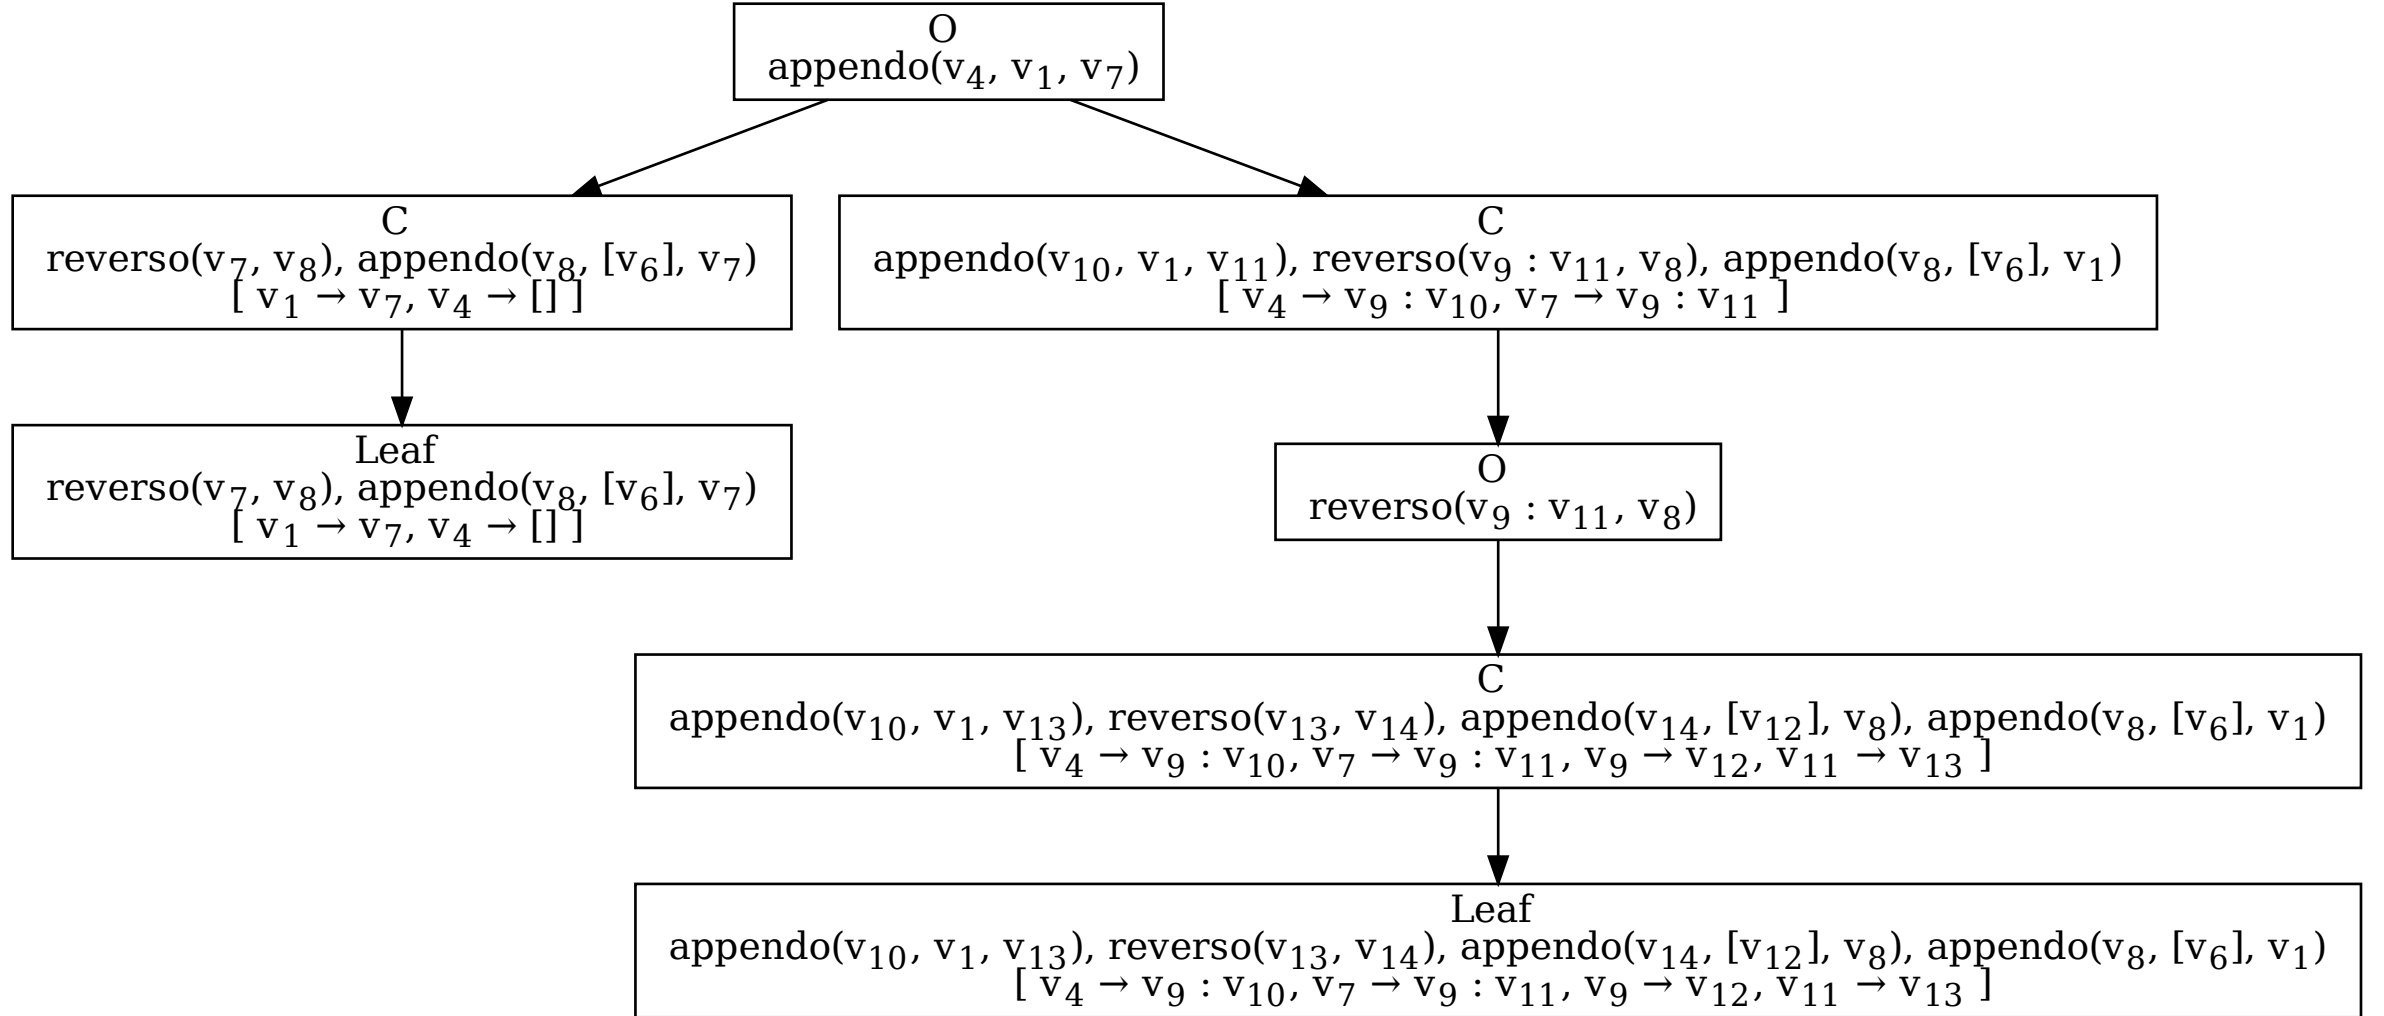 O
appendo(v₄, v₁, v₇)
C
reverso(v₇, v₈), appendo(v₈, [v₆], v₇)
[ v₁ → v₇, v₄ → [] ]
C
appendo(v₁₀, v₁, v₁₁), reverso(v₉ : v₁₁, v₈), appendo(v₈, [v₆], v₁)
[ v₄ → v₉ : v₁₀, v₇ → v₉ : v₁₁ ]
Leaf
reverso(v₇, v₈), appendo(v₈, [v₆], v₇)
[ v₁ → v₇, v₄ → [] ]
O
reverso(v₉ : v₁₁, v₈)
C
appendo(v₁₀, v₁, v₁₃), reverso(v₁₃, v₁₄), appendo(v₁₄, [v₁₂], v₈), appendo(v₈, [v₆], v₁)
[ v₄ → v₉ : v₁₀, v₇ → v₉ : v₁₁, v₉ → v₁₂, v₁₁ → v₁₃ ]
Leaf
appendo(v₁₀, v₁, v₁₃), reverso(v₁₃, v₁₄), appendo(v₁₄, [v₁₂], v₈), appendo(v₈, [v₆], v₁)
[ v₄ → v₉ : v₁₀, v₇ → v₉ : v₁₁, v₉ → v₁₂, v₁₁ → v₁₃ ]